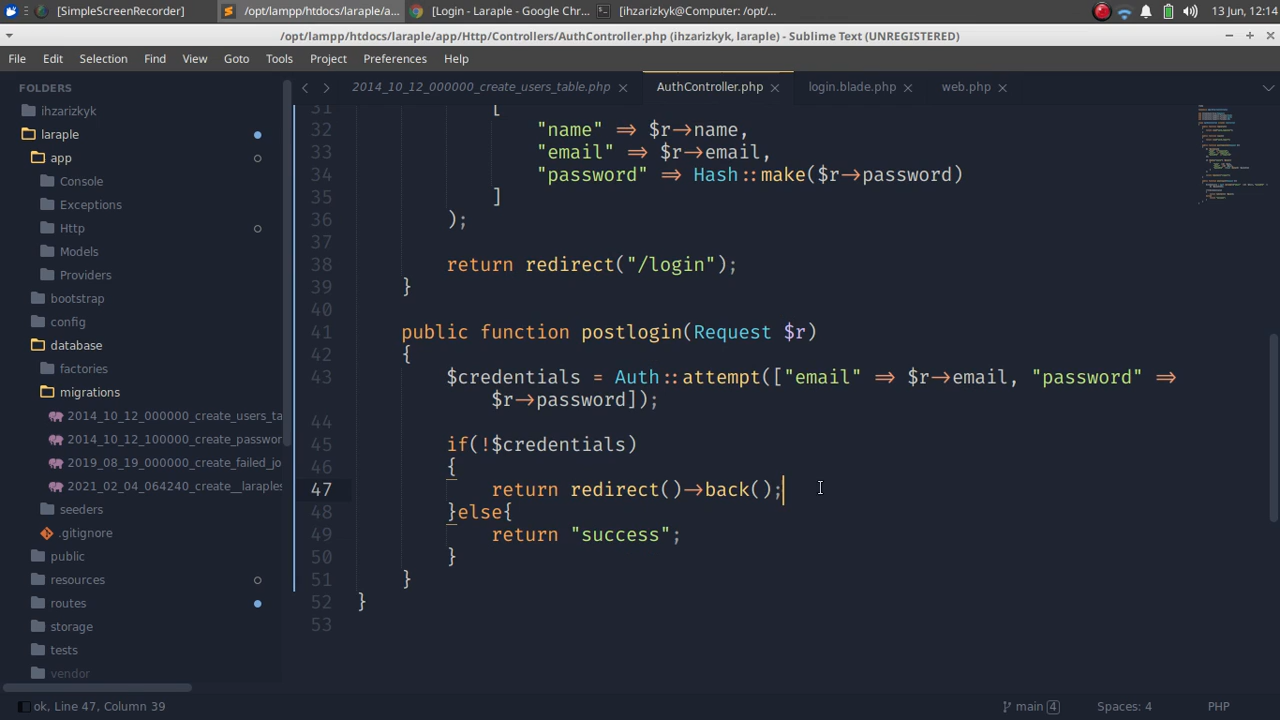 [SimpleScreenRecorder] /opt/lampp/htdocs/laraple/a... [Login - Laraple - Google Chr... [ihzarizkyk@Computer: /opt/... 13 Jun, 12:14
/opt/lampp/htdocs/laraple/app/Http/Controllers/AuthController.php (ihzarizkyk, laraple) - Sublime Text (UNREGISTERED)
File Edit Selection Find View Goto Tools Project Preferences Help
FOLDERS
ihzarizkyk
laraple
app
Console
Exceptions
Http
Models
Providers
bootstrap
config
database
factories
migrations
2014_10_12_000000_create_users_ta
2014_10_12_100000_create_passwor
2019_08_19_000000_create_failed_jo
2021_02_04_064240_create__laraples
seeders
.gitignore
public
resources
routes
storage
tests
vendor
2014_10_12_000000_create_users_table.php AuthController.php login.blade.php web.php
31 [
32 "name" => $r->name,
33 "email" => $r->email,
34 "password" => Hash::make($r->password)
35 ]
36 );
37
38 return redirect("/login");
39 }
40
41 public function postlogin(Request $r)
42 {
43 $credentials = Auth::attempt(["email" => $r->email, "password" =>
$r->password]);
44
45 if(!$credentials)
46 {
47 return redirect()->back();
48 }else{
49 return "success";
50 }
51 }
52 }
53
ok, Line 47, Column 39 main 4 Spaces: 4 PHP